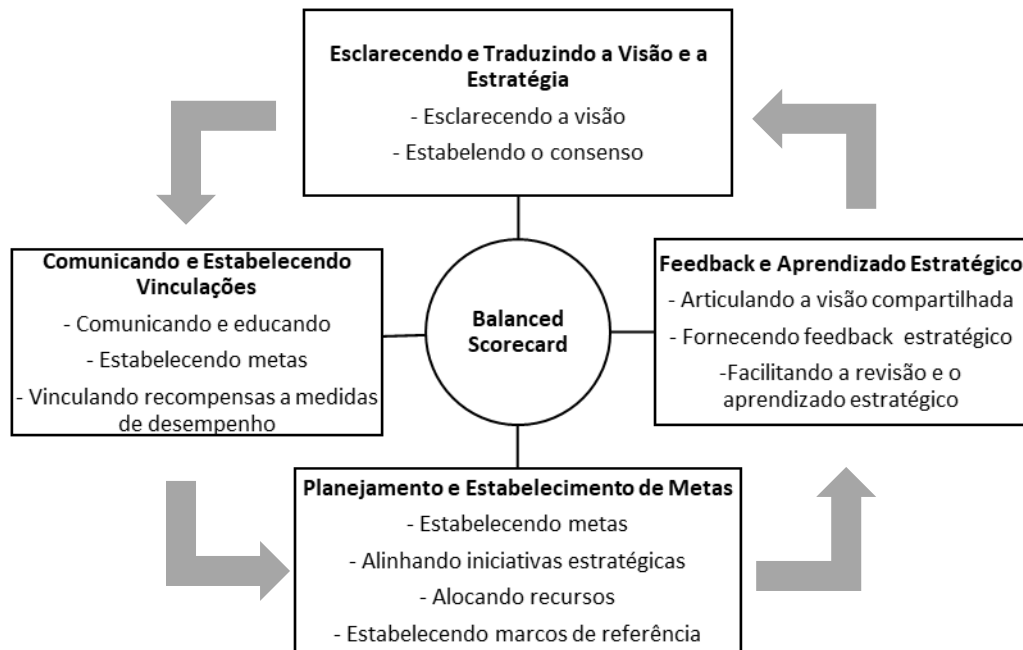 Esclarecendo e Traduzindo a Visão e a
Estratégia
- Esclarecendo a visão
- Estabelendo o consenso
Comunicando e Estabelecendo
Vinculações
- Comunicando e educando
- Estabelecendo metas
- Vinculando recompensas a medidas
de desempenho
Balanced
Scorecard
Feedback e Aprendizado Estratégico
- Articulando a visão compartilhada
- Fornecendo feedback estratégico
-Facilitando a revisão e o
aprendizado estratégico
Planejamento e Estabelecimento de Metas
- Estabelecendo metas
- Alinhando iniciativas estratégicas
- Alocando recursos
- Estabelecendo marcos de referência